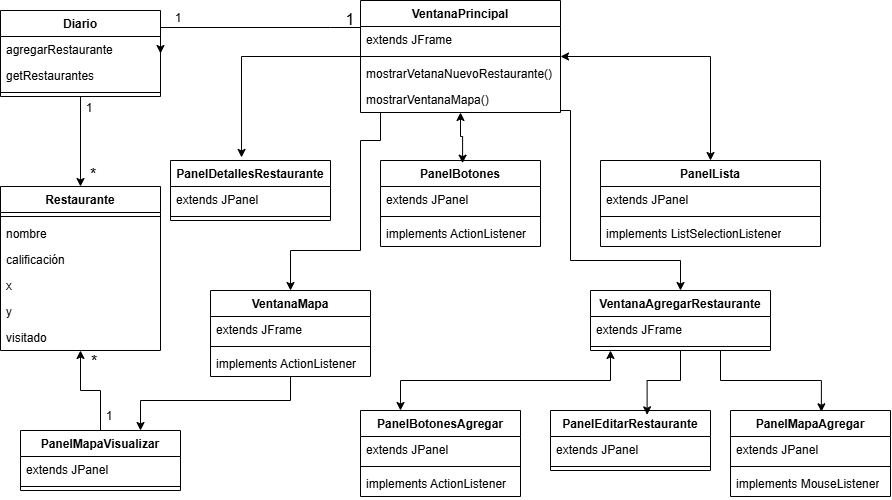 Diario
agregarRestaurante
getRestaurantes
1
1
VentanaPrincipal
extends JFrame
mostrarVetanaNuevoRestaurante()
mostrarVentanaMapa()
1
*
PanelDetallesRestaurante
extends JPanel
PanelBotones
extends JPanel
implements ActionListener
PanelLista
extends JPanel
implements ListSelectionListener
Restaurante
nombre
calificación
x
y
visitado
VentanaMapa
extends JFrame
implements ActionListener
VentanaAgregarRestaurante
extends JFrame
*
1
PanelMapaVisualizar
extends JPanel
PanelBotonesAgregar
extends JPanel
implements ActionListener
PanelEditarRestaurante
extends JPanel
PanelMapaAgregar
extends JPanel
implements MouseListener